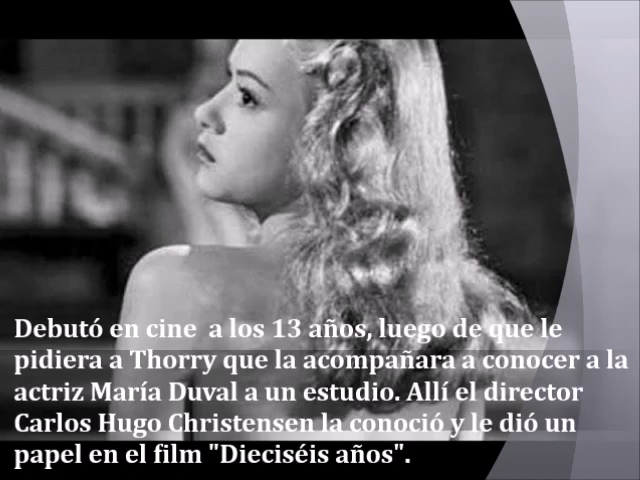 Debutó en cine  a los 13 años, luego de que le
pidiera a Thorry que la acompañara a conocer a la
actriz María Duval a un estudio. Allí el director
Carlos Hugo Christensen la conoció y le dió un
papel en el film "Dieciséis años".